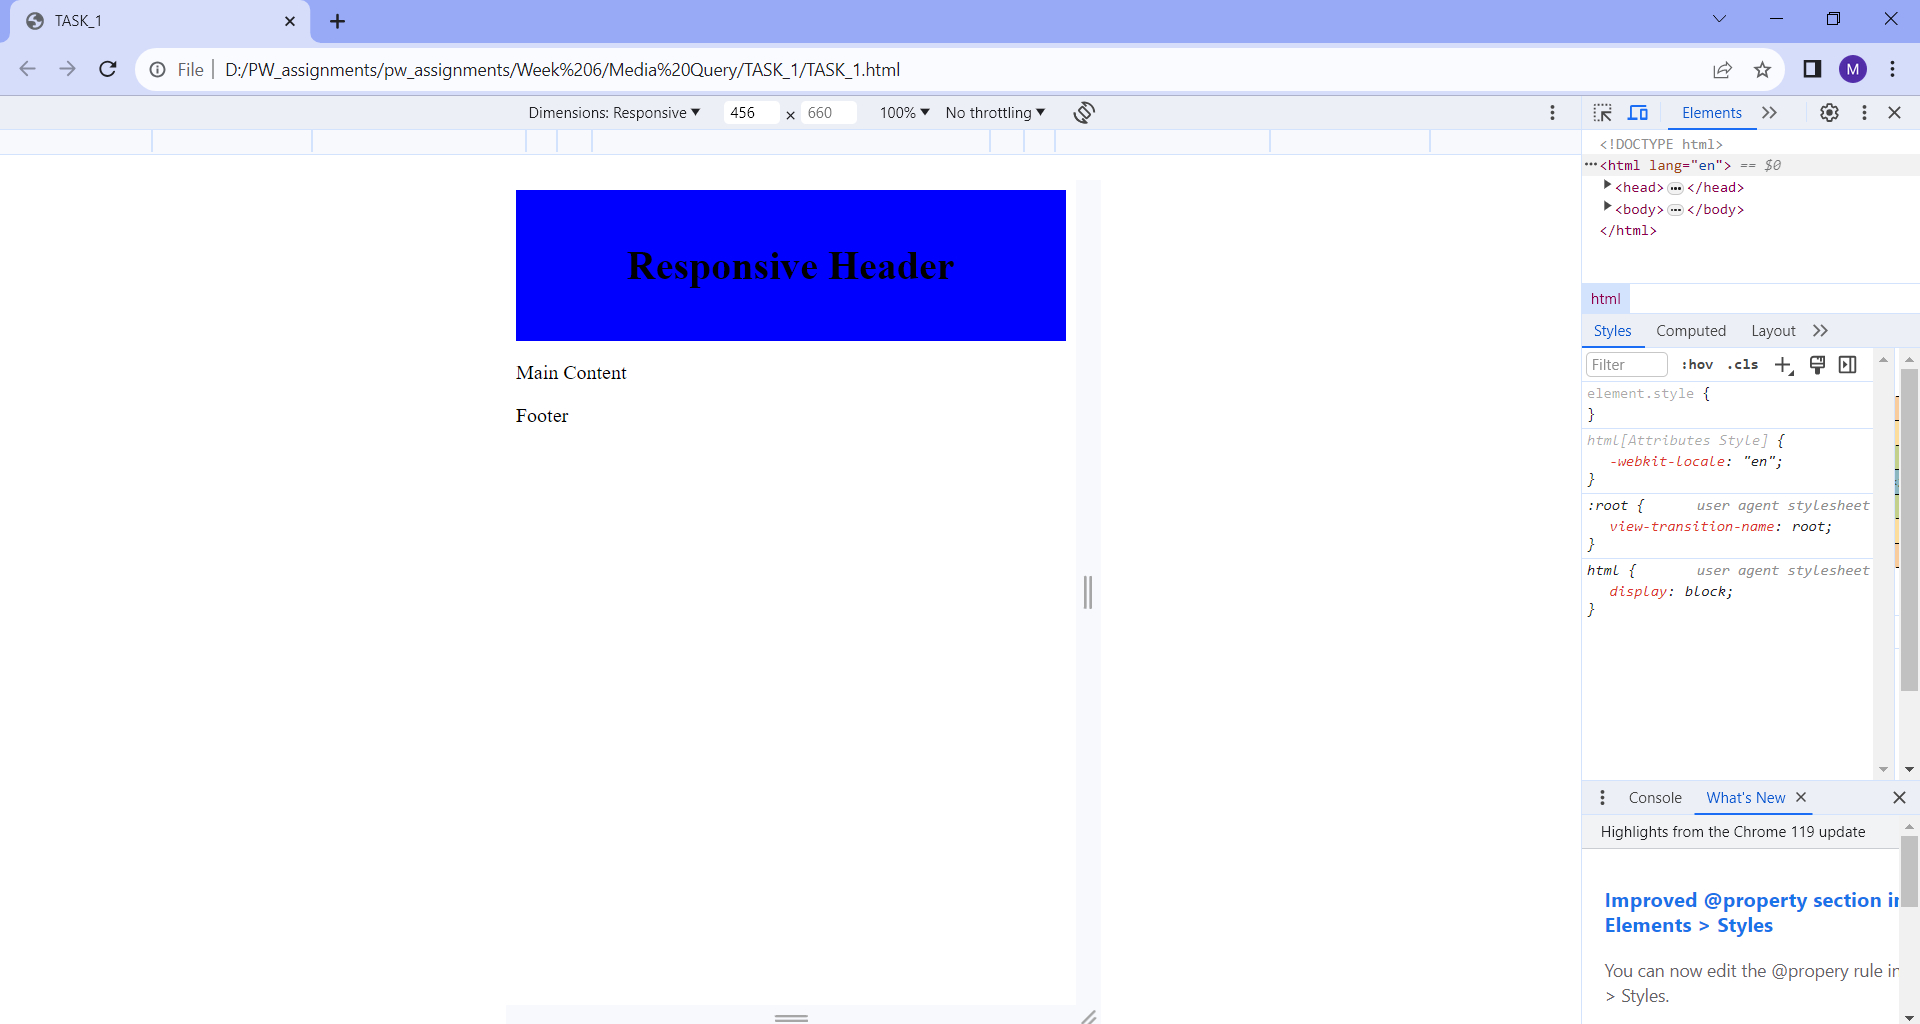 TASK_1
File D:/PW_assignments/pw_assignments/Week%206/Media%20Query/TASK_1/TASK_1.html
M
Dimensions: Responsive 456 × 660 100% No throttling
Elements
<!DOCTYPE html>
<html lang="en"> == $0
<head> </head>
<body> </body>
</html>
html
Styles Computed Layout
Filter :hov .cls
element.style {
}
html[Attributes Style] {
-webkit-locale: "en";
}
:root { user agent stylesheet
view-transition-name: root;
}
html { user agent stylesheet
display: block;
}
Console What's New
Highlights from the Chrome 119 update
Improved @property section in
Elements > Styles
You can now edit the @propery rule in
> Styles.
Responsive Header
Main Content
Footer